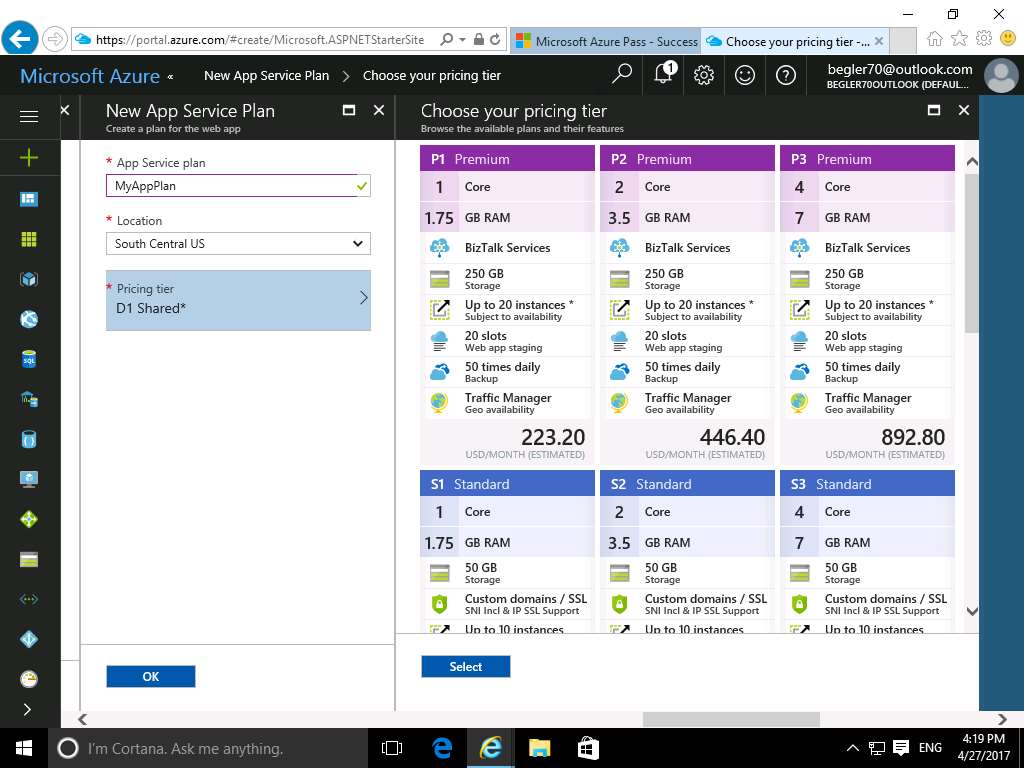 https://portal.azure.com/#create/Microsoft.ASPNETStarterSite
Microsoft Azure Pass - Success
Choose your pricing tier -...
Microsoft Azure
New App Service Plan
Choose your pricing tier
1
begler70@outlook.com
BEGLER70OUTLOOK (DEFAUL...
New App Service Plan
Create a plan for the web app
* App Service plan
MyAppPlan
* Location
South Central US
* Pricing tier
D1 Shared*
OK
Choose your pricing tier
Browse the available plans and their features
P1 Premium
1 Core
1.75 GB RAM
BizTalk Services
250 GB
Storage
Up to 20 instances *
Subject to availability
20 slots
Web app staging
50 times daily
Backup
Traffic Manager
Geo availability
223.20
USD/MONTH (ESTIMATED)
P2 Premium
2 Core
3.5 GB RAM
BizTalk Services
250 GB
Storage
Up to 20 instances *
Subject to availability
20 slots
Web app staging
50 times daily
Backup
Traffic Manager
Geo availability
446.40
USD/MONTH (ESTIMATED)
P3 Premium
4 Core
7 GB RAM
BizTalk Services
250 GB
Storage
Up to 20 instances *
Subject to availability
20 slots
Web app staging
50 times daily
Backup
Traffic Manager
Geo availability
892.80
USD/MONTH (ESTIMATED)
S1 Standard
1 Core
1.75 GB RAM
50 GB
Storage
Custom domains / SSL
SNI Incl & IP SSL Support
Up to 10 instances
S2 Standard
2 Core
3.5 GB RAM
50 GB
Storage
Custom domains / SSL
SNI Incl & IP SSL Support
Up to 10 instances
S3 Standard
4 Core
7 GB RAM
50 GB
Storage
Custom domains / SSL
SNI Incl & IP SSL Support
Up to 10 instances
Select
SQL
I'm Cortana. Ask me anything.
ENG
4:19 PM
4/27/2017